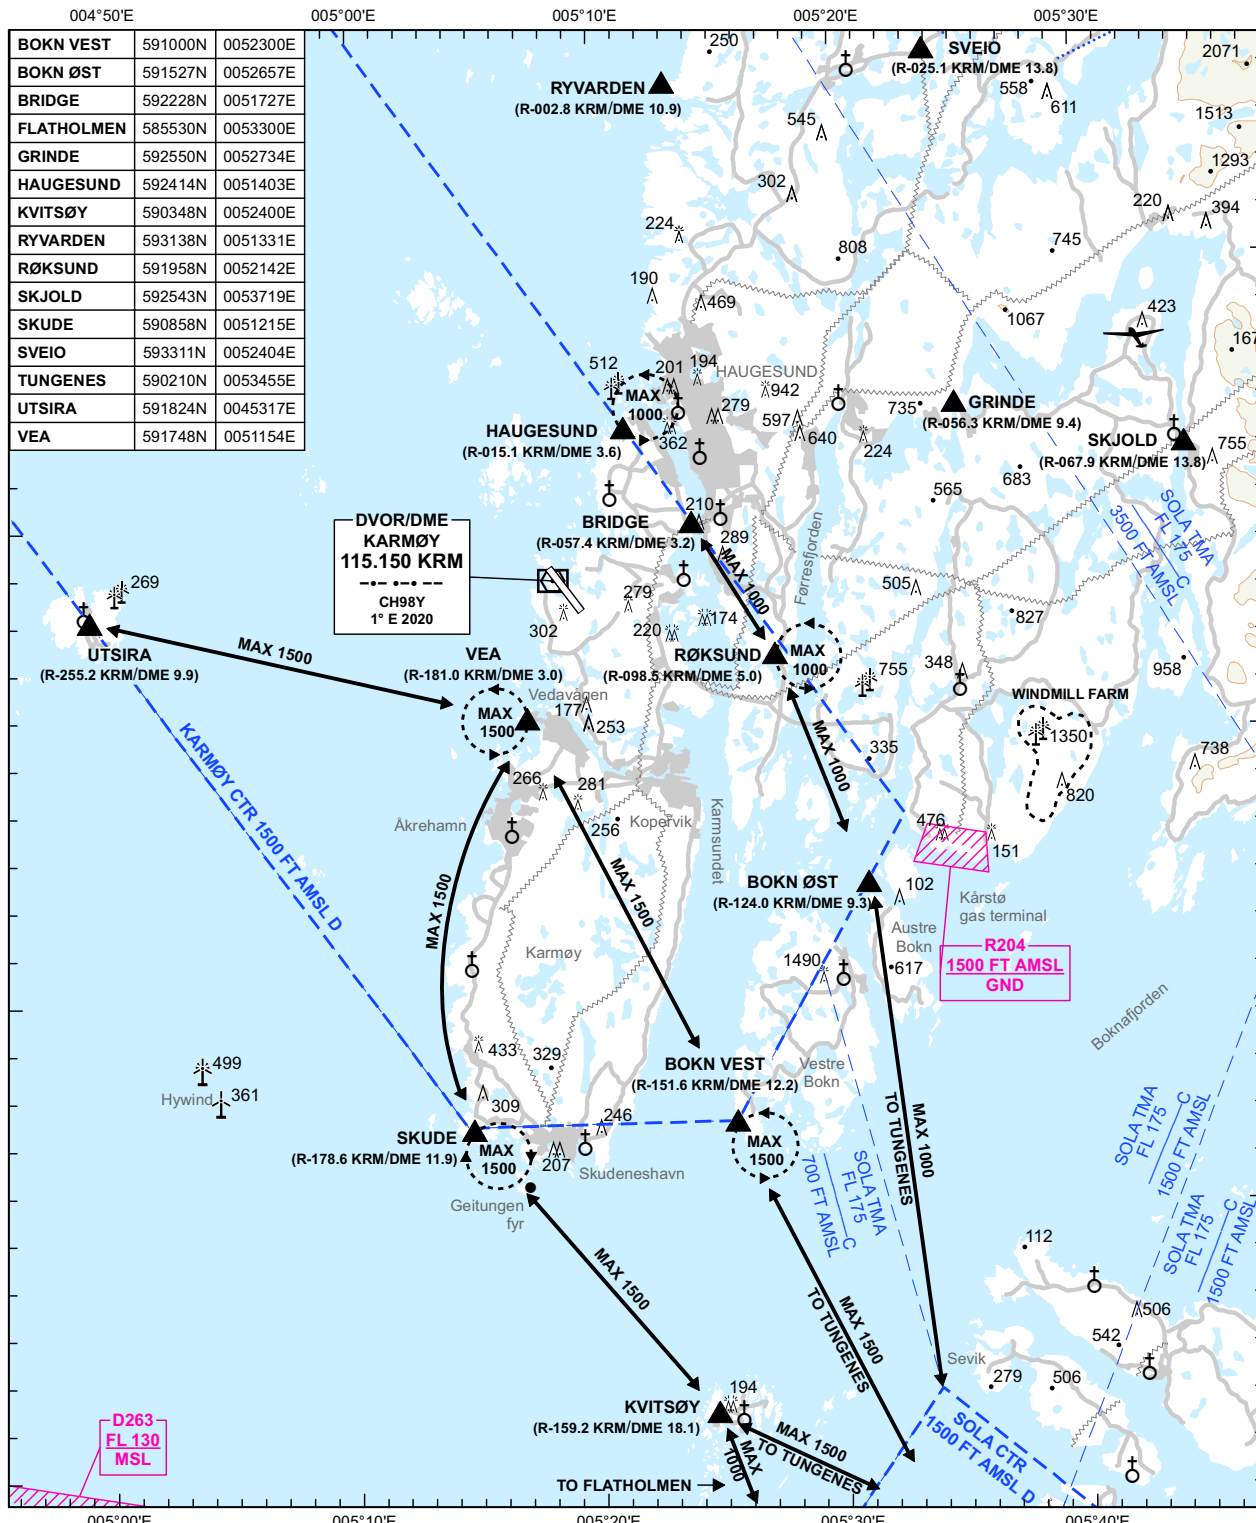 004°50'E 005°00'E 005°10'E 005°20'E 005°30'E
BOKN VEST 591000N 0052300E
BOKN ØST 591527N 0052657E
BRIDGE 592228N 0051727E
FLATHOLMEN 585530N 0053300E
GRINDE 592550N 0052734E
HAUGESUND 592414N 0051403E
KVITSØY 590348N 0052400E
RYVARDEN 593138N 0051331E
RØKSUND 591958N 0052142E
SKJOLD 592543N 0053719E
SKUDE 590858N 0051215E
SVEIO 593311N 0052404E
TUNGENES 590210N 0053455E
UTSIRA 591824N 0045317E
VEA 591748N 0051154E
250
SVEIO
(R-025.1 KRM/DME 13.8)
2071
RYVARDEN
(R-002.8 KRM/DME 10.9)
558
611
545
1513
1293
302
220
394
224
808
745
190
469
1067
423
167
512
201
194
HAUGESUND
942
MAX
1000
279
597
640
362
735
GRINDE
(R-056.3 KRM/DME 9.4)
224
HAUGESUND
(R-015.1 KRM/DME 3.6)
SKJOLD
(R-067.9 KRM/DME 13.8)
755
683
565
SOLA TMA
FL 175
C
3500 FT AMSL
DVOR/DME
KARMØY
115.150 KRM
CH98Y
1° E 2020
BRIDGE
(R-057.4 KRM/DME 3.2)
210
289
MAX 1000
Førresfjorden
269
302
279
220
174
505
827
UTSIRA
(R-255.2 KRM/DME 9.9)
MAX 1500
VEA
(R-181.0 KRM/DME 3.0)
RØKSUND
(R-098.5 KRM/DME 5.0)
MAX
1000
755
348
958
WINDMILL FARM
1350
820
738
Vedavågen
177
253
MAX
1500
KARMØY CTR 1500 FT AMSL D
MAX 1000
335
266
281
256
Kopervik
Åkrehamn
Karmsundet
476
151
MAX 1500
MAX 1500
BOKN ØST
(R-124.0 KRM/DME 9.3)
102
Kårstø
gas terminal
Austre
Bokn
R204
1500 FT AMSL
GND
Karmøy
1490
617
Boknafjorden
433
329
499
361
Hywind
309
BOKN VEST
(R-151.6 KRM/DME 12.2)
Vestre
Bokn
MAX 1000
TO TUNGENES
SOLA TMA
FL 175
C
1500 FT AMSL
SKUDE
(R-178.6 KRM/DME 11.9)
MAX
1500
246
207
Skudeneshavn
MAX
1500
SOLA TMA
FL 175
C
700 FT AMSL
SOLA TMA
FL 175
C
1500 FT AMSL
Geitungen
fyr
112
MAX 1500
MAX 1500
TO TUNGENES
506
542
Sevik
279
506
KVITSØY
(R-159.2 KRM/DME 18.1)
194
MAX 1500
TO TUNGENES
MAX
1000
SOLA CTR
1500 FT AMSL D
D263
FL 130
MSL
TO FLATHOLMEN
005°00'E 005°10'E 005°20'E 005°30'E 005°40'E